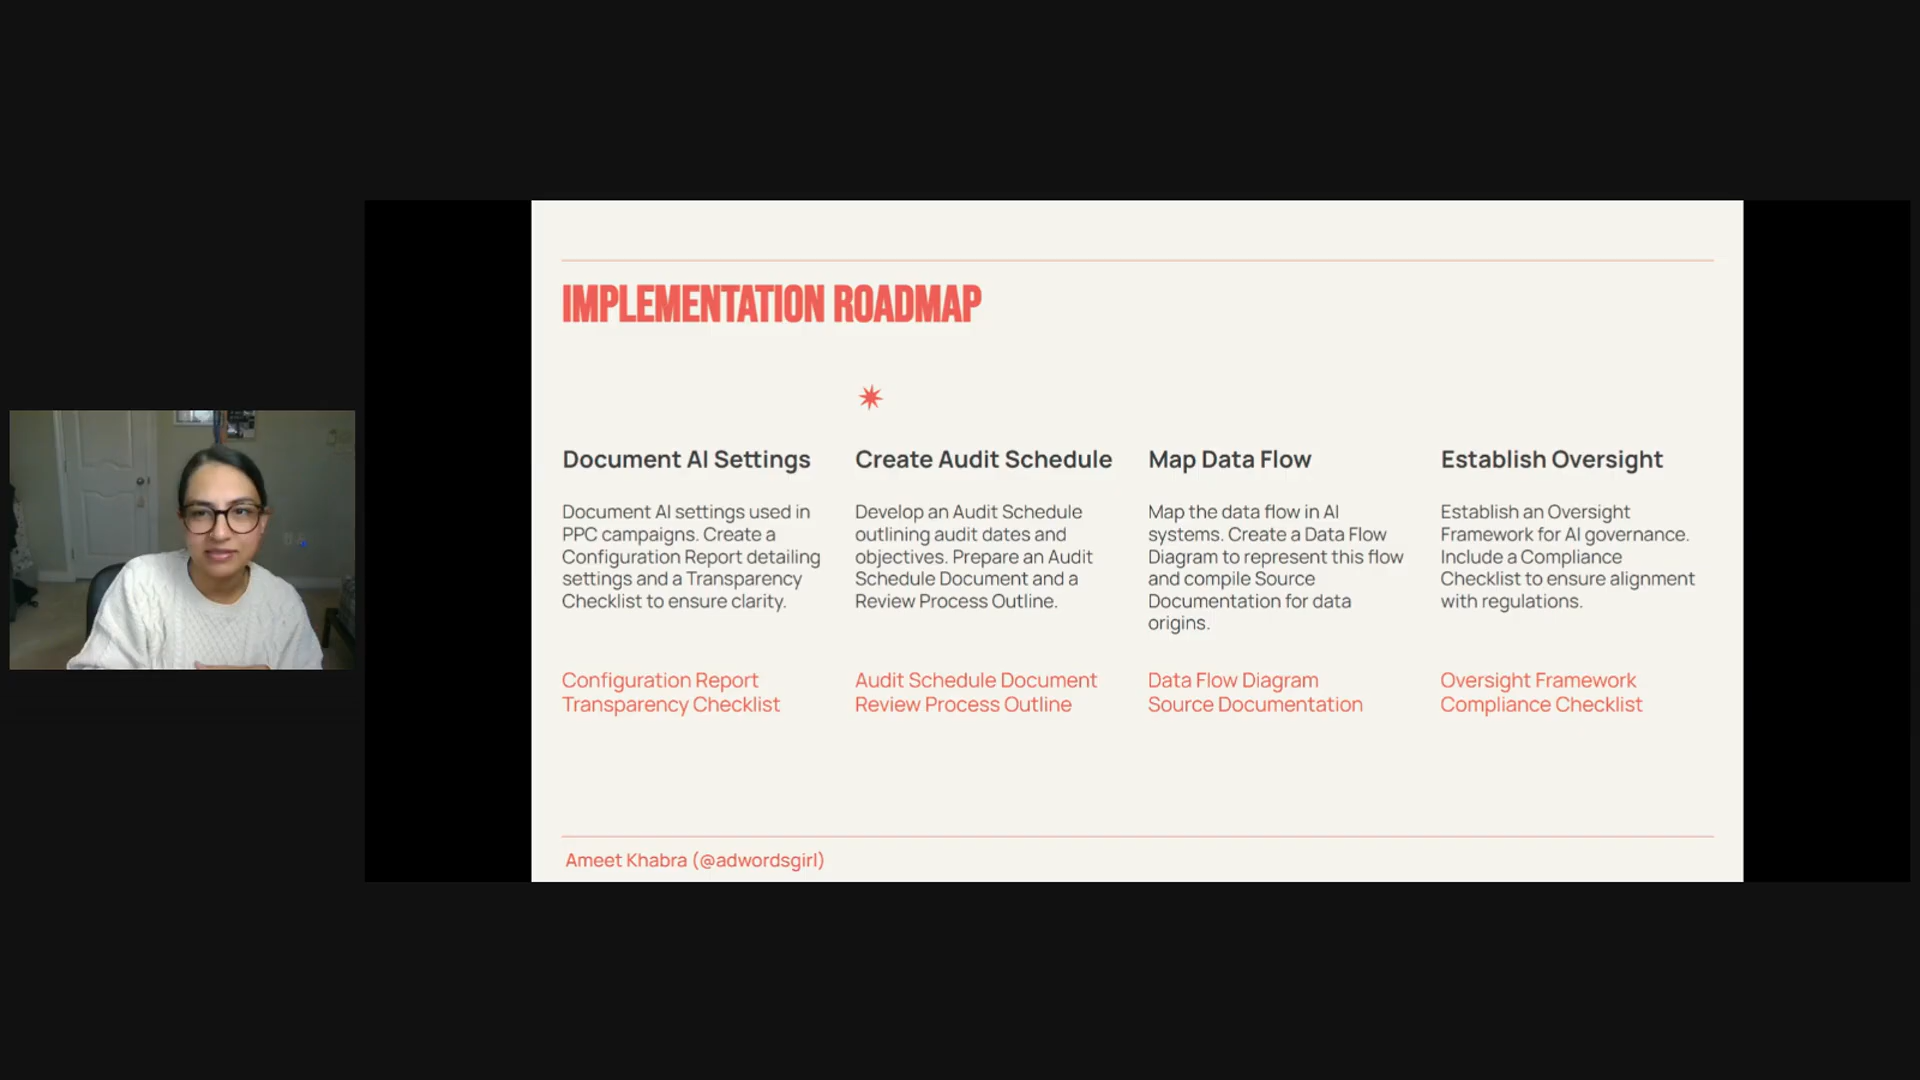 IMPLEMENTATION ROADMAP
Document AI Settings
Document AI settings used in
PPC campaigns. Create a
Configuration Report detailing
settings and a Transparency
Checklist to ensure clarity.
Configuration Report
Transparency Checklist
Create Audit Schedule
Develop an Audit Schedule
outlining audit dates and
objectives. Prepare an Audit
Schedule Document and a
Review Process Outline.
Audit Schedule Document
Review Process Outline
Map Data Flow
Map the data flow in AI
systems. Create a Data Flow
Diagram to represent this flow
and compile Source
Documentation for data
origins.
Data Flow Diagram
Source Documentation
Establish Oversight
Establish an Oversight
Framework for AI governance.
Include a Compliance
Checklist to ensure alignment
with regulations.
Oversight Framework
Compliance Checklist
Ameet Khabra (@adwordsgirl)